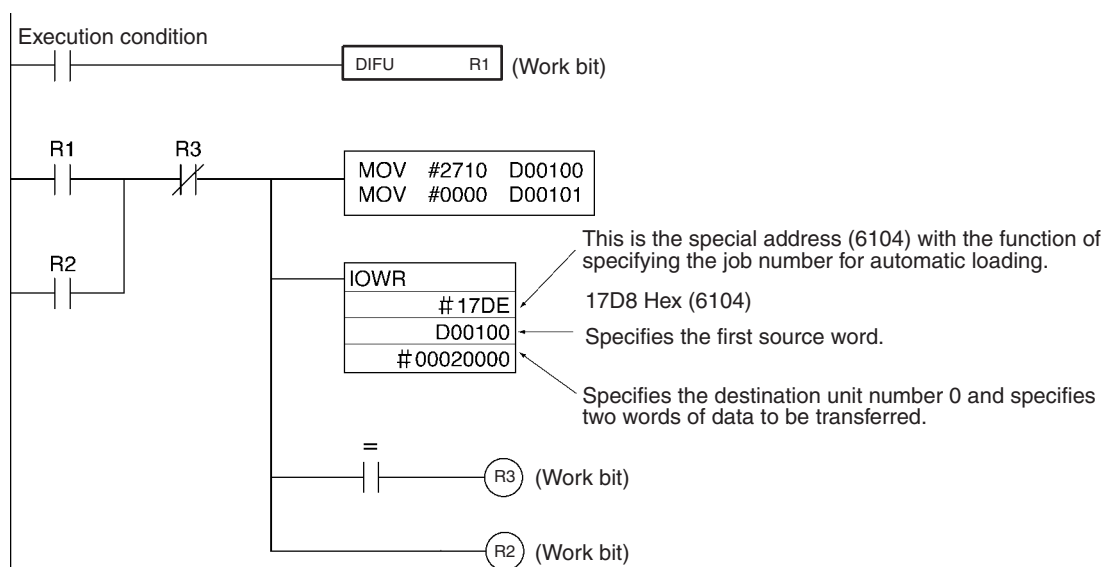 Execution condition
DIFU R1 (Work bit)
R1 R3
MOV #2710 D00100
MOV #0000 D00101
This is the special address (6104) with the function of
specifying the job number for automatic loading.
R2
IOWR
#17DE
17D8 Hex (6104)
D00100
Specifies the first source word.
#00020000
Specifies the destination unit number 0 and specifies
two words of data to be transferred.
=
R3 (Work bit)
R2 (Work bit)